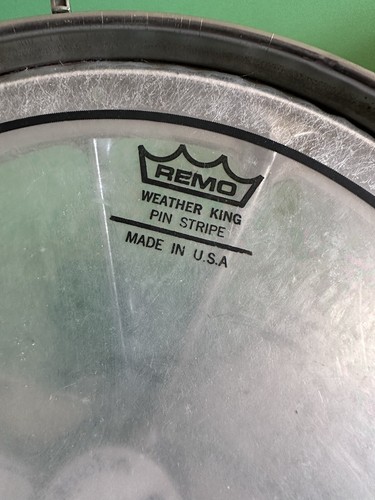 REMO
WEATHER KING
PIN STRIPE
MADE IN U.S.A